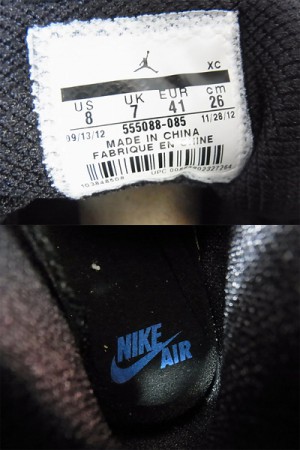 XC
US UK EUR cm
8 7 41 26
09/13/12 555088-085 11/28/12
MADE IN CHINA
FABRIQUE EN CHINE
UPC
NIKE
AIR